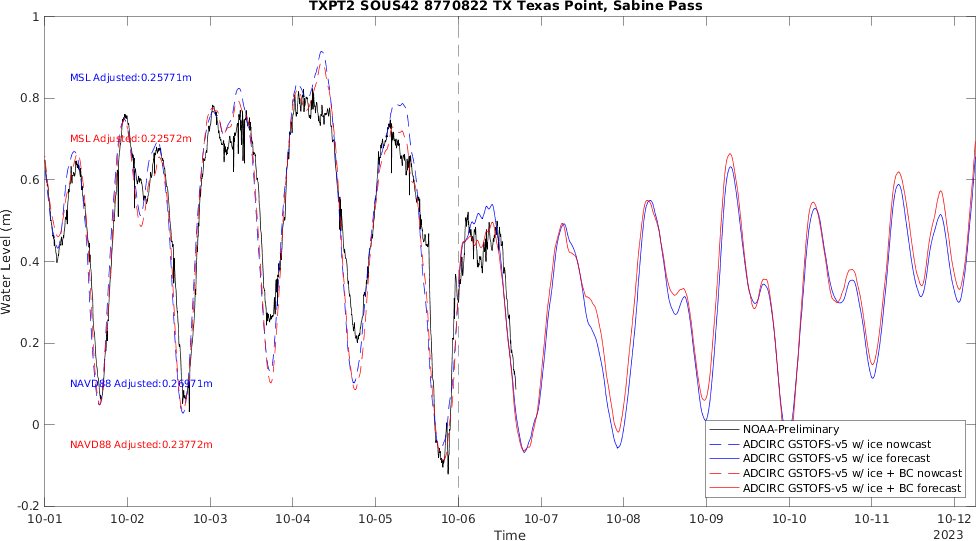 TXPT2 SOUS42 8770822 TX Texas Point, Sabine Pass
Water Level (m)
1
0.8
0.6
0.4
0.2
0
-0.2
MSL Adjusted:0.25771m
MSL Adjusted:0.22572m
NAVD88 Adjusted:0.26971m
NAVD88 Adjusted:0.23772m
NOAA-Preliminary
ADCIRC GSTOFS-v5 w/ ice nowcast
ADCIRC GSTOFS-v5 w/ ice forecast
ADCIRC GSTOFS-v5 w/ ice + BC nowcast
ADCIRC GSTOFS-v5 w/ ice + BC forecast
10-01 10-02 10-03 10-04 10-05 10-06 10-07 10-08 10-09 10-10 10-11 10-12
2023
Time